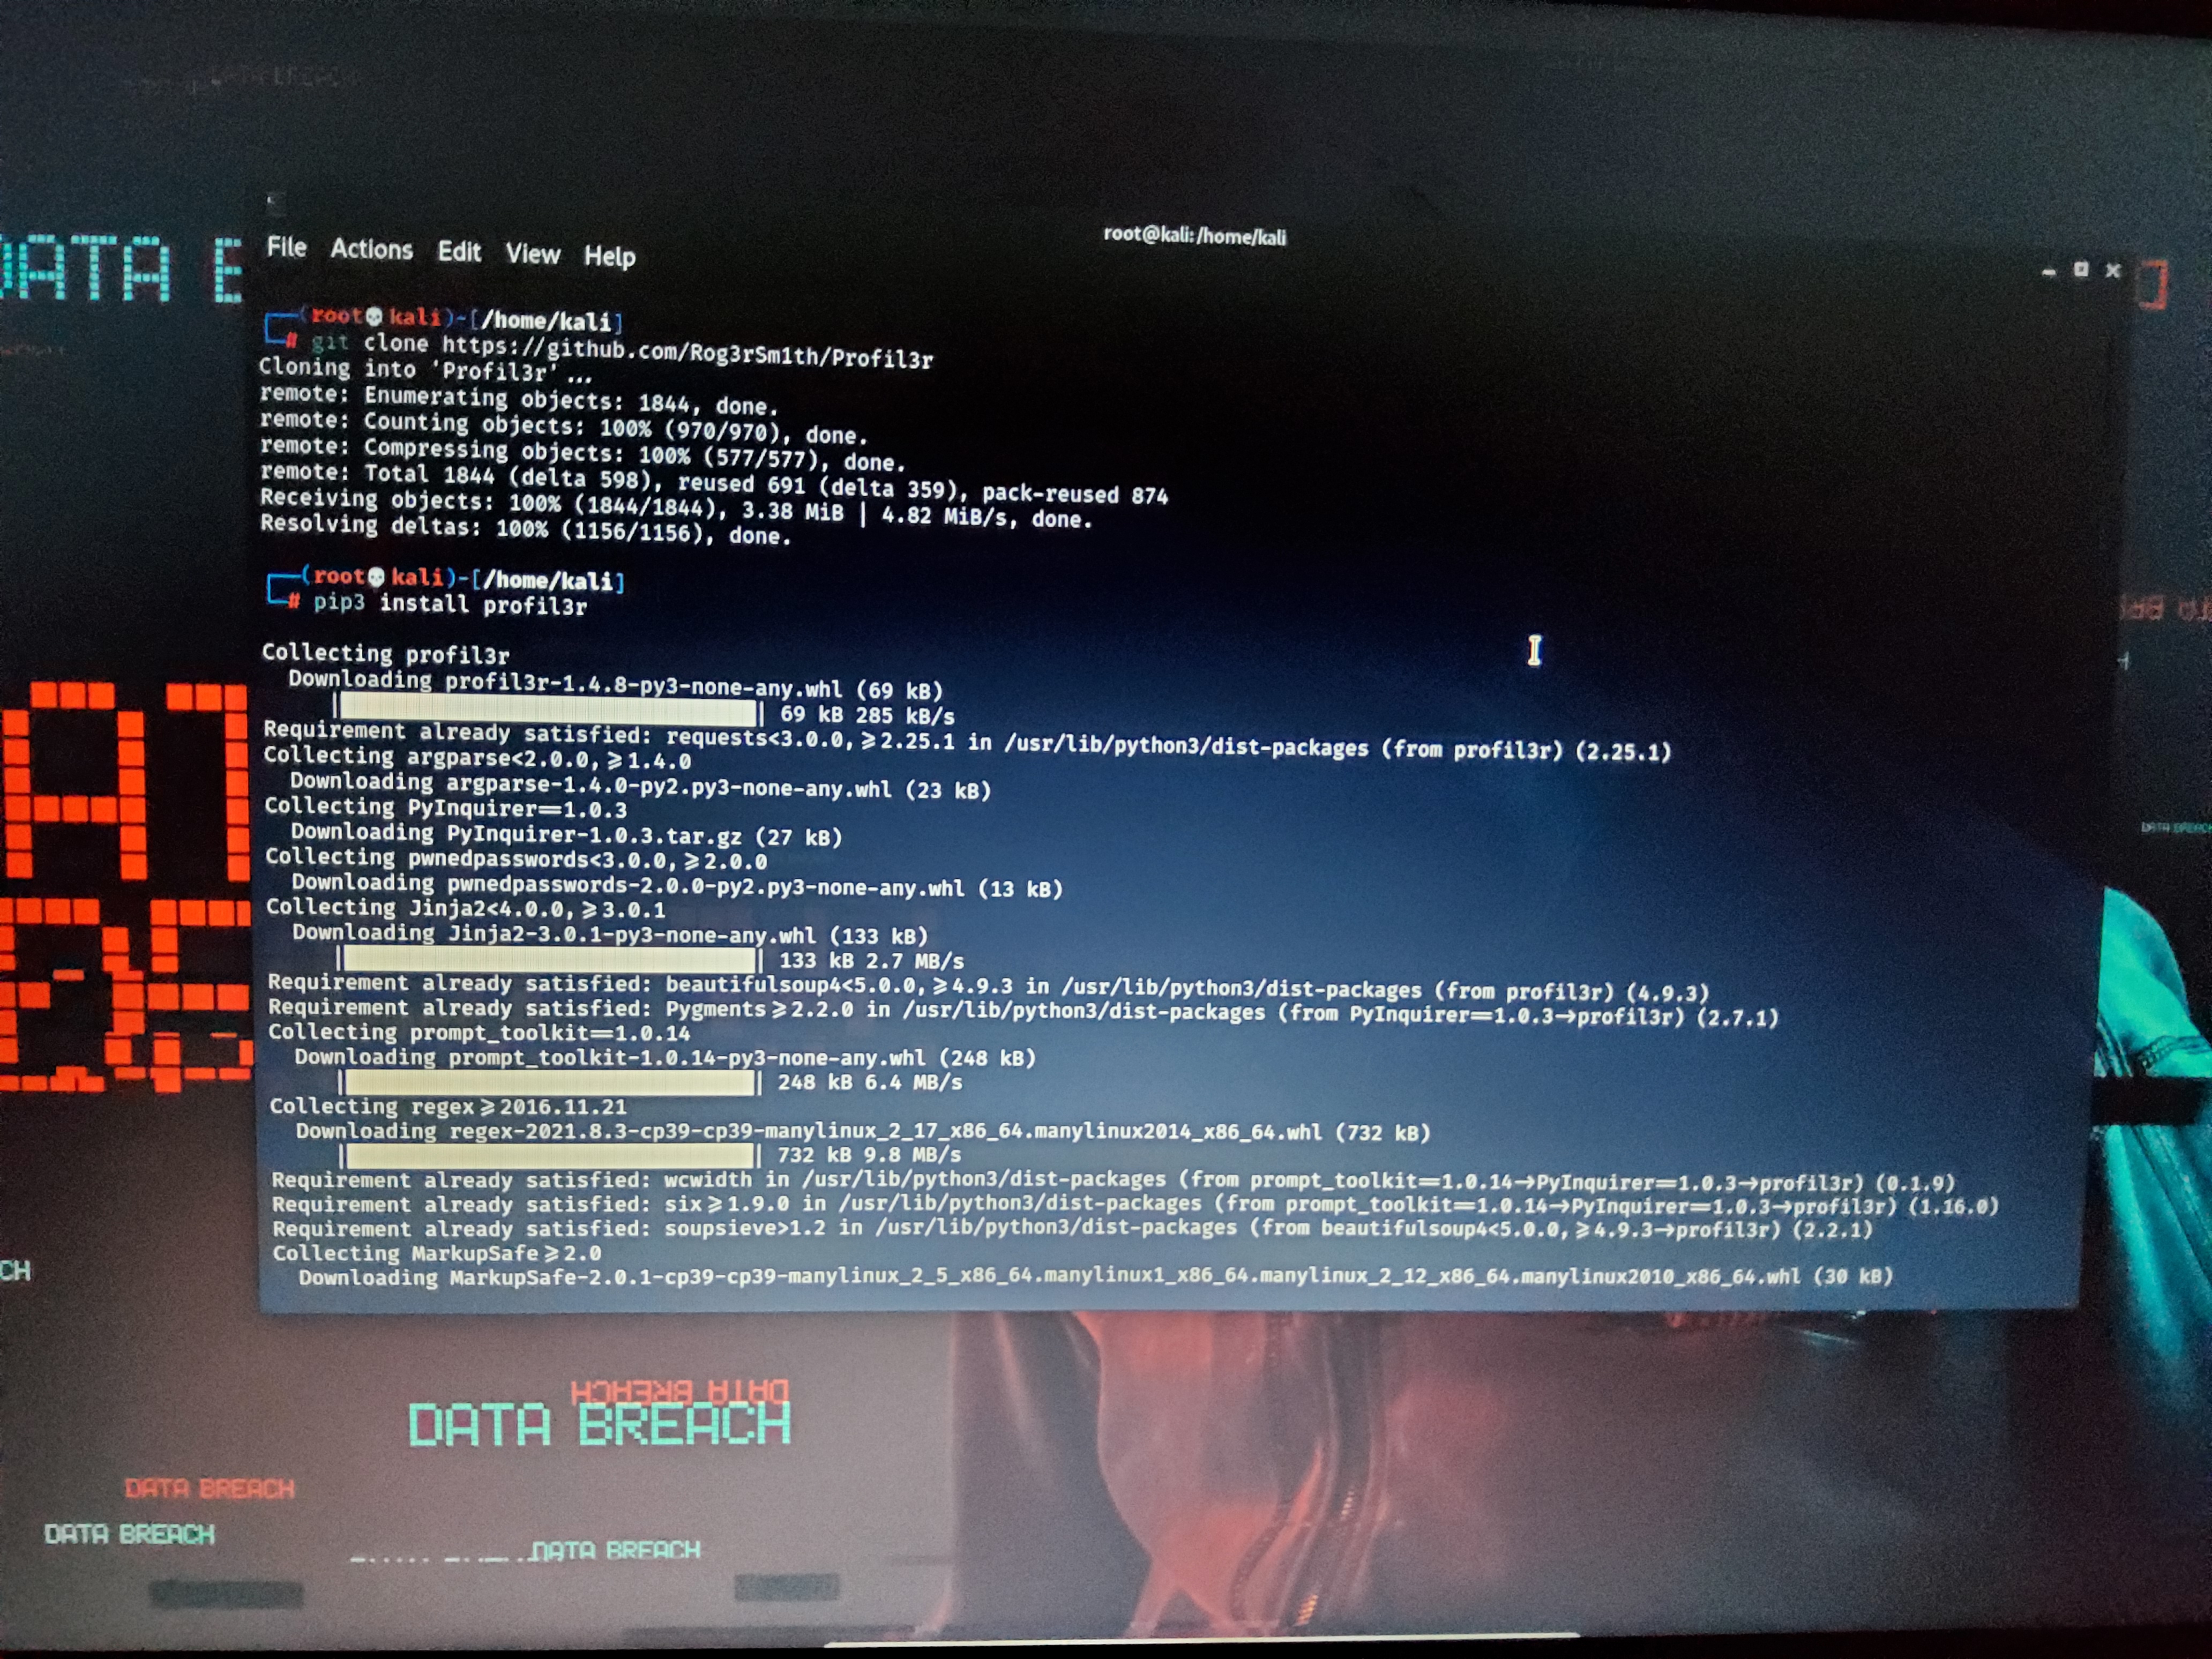 DATA BREACH
DATA B
File Actions Edit View Help
root@kali:/home/kali
(root💀kali)-[/home/kali]
# git clone https://github.com/Rog3rSm1th/Profil3r
Cloning into 'Profil3r'...
remote: Enumerating objects: 1844, done.
remote: Counting objects: 100% (970/970), done.
remote: Compressing objects: 100% (577/577), done.
remote: Total 1844 (delta 598), reused 691 (delta 359), pack-reused 874
Receiving objects: 100% (1844/1844), 3.38 MiB | 4.82 MiB/s, done.
Resolving deltas: 100% (1156/1156), done.
(root💀kali)-[/home/kali]
# pip3 install profil3r
Collecting profil3r
Downloading profil3r-1.4.8-py3-none-any.whl (69 kB)
| 69 kB 285 kB/s
Requirement already satisfied: requests<3.0.0,≥2.25.1 in /usr/lib/python3/dist-packages (from profil3r) (2.25.1)
Collecting argparse<2.0.0,≥1.4.0
Downloading argparse-1.4.0-py2.py3-none-any.whl (23 kB)
Collecting PyInquirer==1.0.3
Downloading PyInquirer-1.0.3.tar.gz (27 kB)
Collecting pwnedpasswords<3.0.0,≥2.0.0
Downloading pwnedpasswords-2.0.0-py2.py3-none-any.whl (13 kB)
Collecting Jinja2<4.0.0,≥3.0.1
Downloading Jinja2-3.0.1-py3-none-any.whl (133 kB)
| 133 kB 2.7 MB/s
Requirement already satisfied: beautifulsoup4<5.0.0,≥4.9.3 in /usr/lib/python3/dist-packages (from profil3r) (4.9.3)
Requirement already satisfied: Pygments≥2.2.0 in /usr/lib/python3/dist-packages (from PyInquirer==1.0.3→profil3r) (2.7.1)
Collecting prompt_toolkit==1.0.14
Downloading prompt_toolkit-1.0.14-py3-none-any.whl (248 kB)
| 248 kB 6.4 MB/s
Collecting regex≥2016.11.21
Downloading regex-2021.8.3-cp39-cp39-manylinux_2_17_x86_64.manylinux2014_x86_64.whl (732 kB)
| 732 kB 9.8 MB/s
Requirement already satisfied: wcwidth in /usr/lib/python3/dist-packages (from prompt_toolkit==1.0.14→PyInquirer==1.0.3→profil3r) (0.1.9)
Requirement already satisfied: six≥1.9.0 in /usr/lib/python3/dist-packages (from prompt_toolkit==1.0.14→PyInquirer==1.0.3→profil3r) (1.16.0)
Requirement already satisfied: soupsieve>1.2 in /usr/lib/python3/dist-packages (from beautifulsoup4<5.0.0,≥4.9.3→profil3r) (2.2.1)
Collecting MarkupSafe≥2.0
Downloading MarkupSafe-2.0.1-cp39-cp39-manylinux_2_5_x86_64.manylinux1_x86_64.manylinux_2_12_x86_64.manylinux2010_x86_64.whl (30 kB)
DATA BREACH
CH
DATA BREACH
DATA BREACH
DATA BREACH
DATA BREACH
DATA BREACH